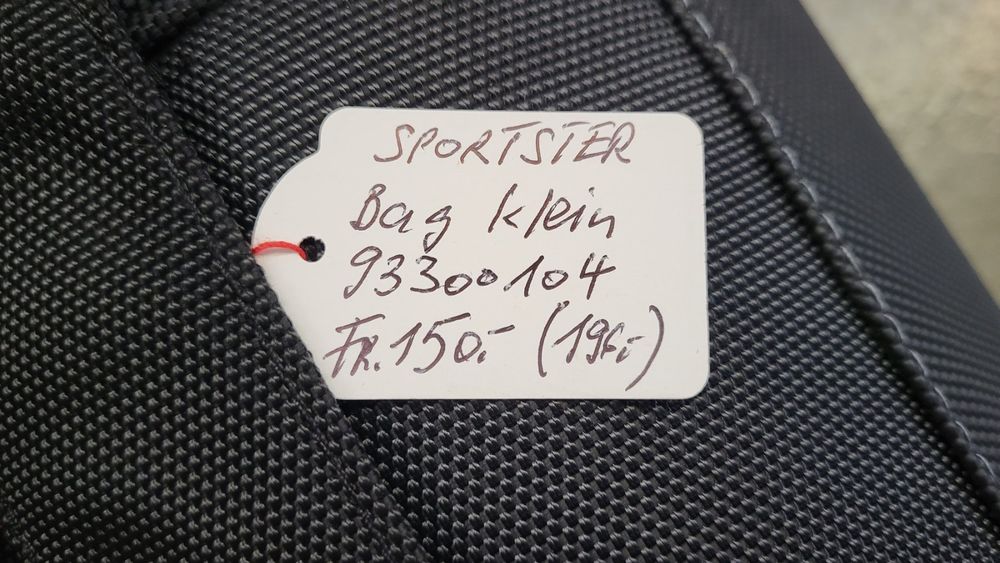 SPORTSTER
Bag klein
93300104
Fr. 150.- (196.-)